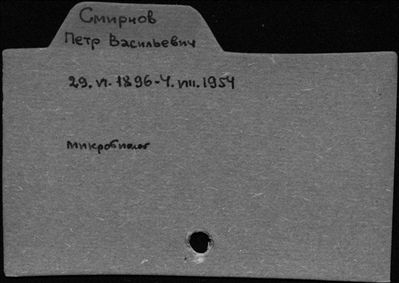 Смирнов
Петр Васильевич
29.VI.1896-4.VIII.1954
микробиолог